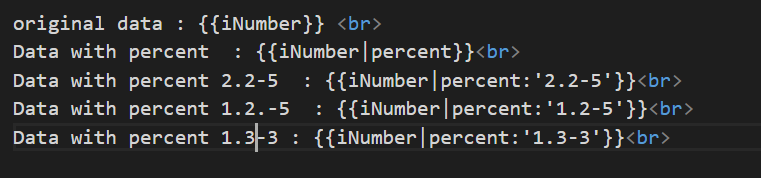 original data : {{iNumber}} <br>
Data with percent  : {{iNumber|percent}}<br>
Data with percent 2.2-5  : {{iNumber|percent:'2.2-5'}}<br>
Data with percent 1.2.-5  : {{iNumber|percent:'1.2-5'}}<br>
Data with percent 1.3-3 : {{iNumber|percent:'1.3-3'}}<br>